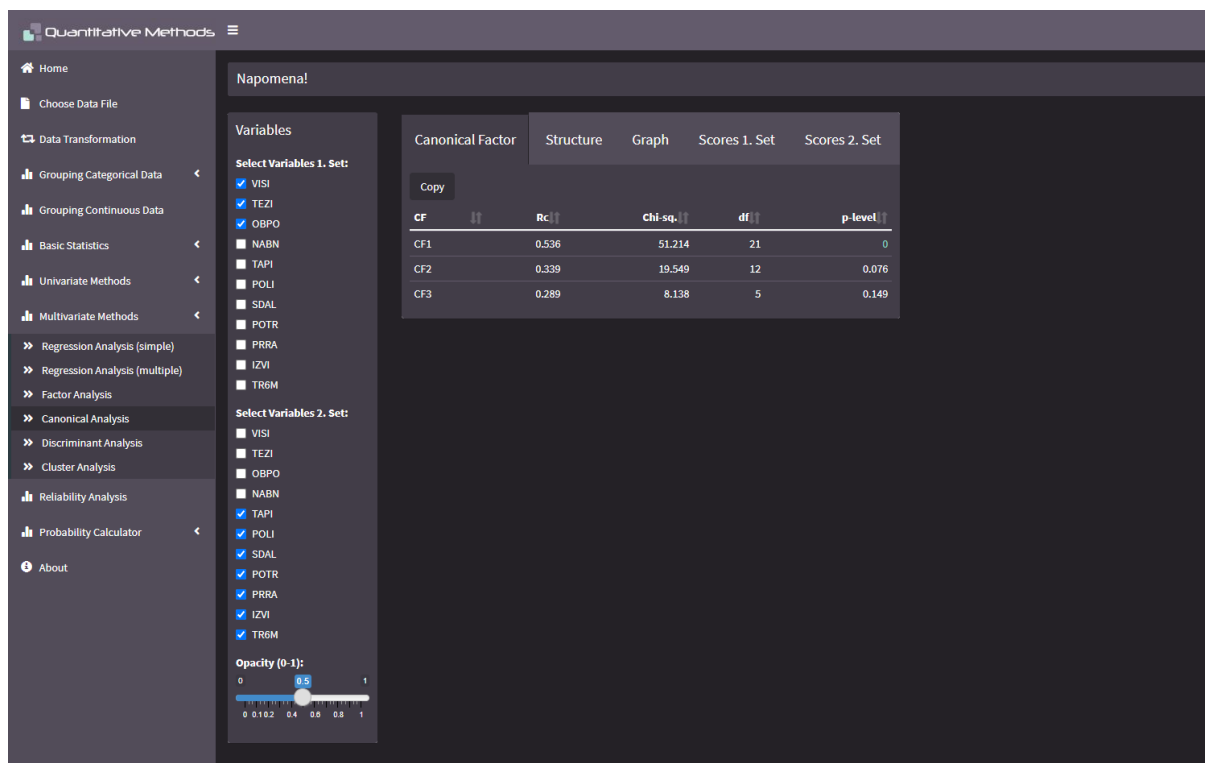 Quantitative Methods
Home
Choose Data File
Data Transformation
Grouping Categorical Data
Grouping Continuous Data
Basic Statistics
Univariate Methods
Multivariate Methods
Regression Analysis (simple)
Regression Analysis (multiple)
Factor Analysis
Canonical Analysis
Discriminant Analysis
Cluster Analysis
Reliability Analysis
Probability Calculator
About
Napomena!
Variables
Select Variables 1. Set:
VISI
TEZI
OBPO
NABN
TAPI
POLI
SDAL
POTR
PRRA
IZVI
TR6M
Select Variables 2. Set:
VISI
TEZI
OBPO
NABN
TAPI
POLI
SDAL
POTR
PRRA
IZVI
TR6M
Opacity (0-1):
0 0.5 1
0 0.1 0.2 0.4 0.6 0.8 1
Canonical Factor Structure Graph Scores 1. Set Scores 2. Set
Copy
CF Rc Chi-sq. df p-level
CF1 0.536 51.214 21 0
CF2 0.339 19.549 12 0.076
CF3 0.289 8.138 5 0.149